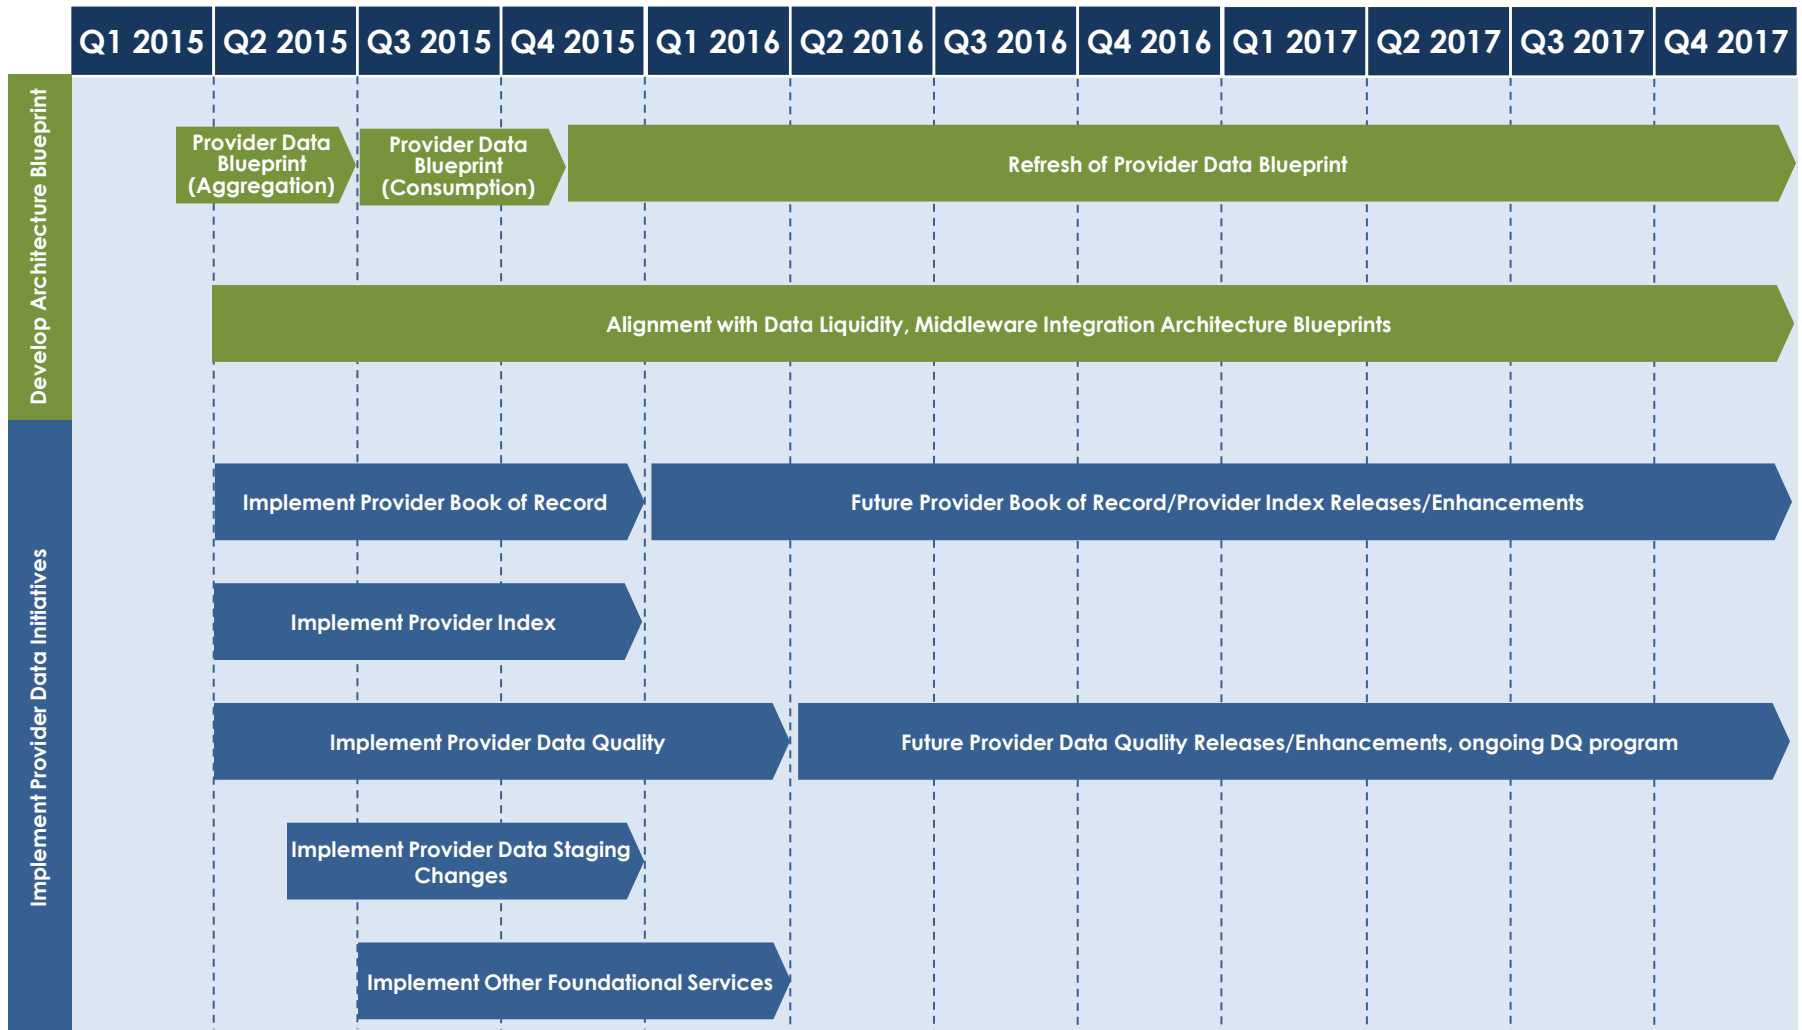 Q1 2015 Q2 2015 Q3 2015 Q4 2015 Q1 2016 Q2 2016 Q3 2016 Q4 2016 Q1 2017 Q2 2017 Q3 2017 Q4 2017
Develop Architecture Blueprint
Provider Data
Blueprint
(Aggregation)
Provider Data
Blueprint
(Consumption)
Refresh of Provider Data Blueprint
Alignment with Data Liquidity, Middleware Integration Architecture Blueprints
Implement Provider Data Initiatives
Implement Provider Book of Record
Future Provider Book of Record/Provider Index Releases/Enhancements
Implement Provider Index
Implement Provider Data Quality
Future Provider Data Quality Releases/Enhancements, ongoing DQ program
Implement Provider Data Staging
Changes
Implement Other Foundational Services